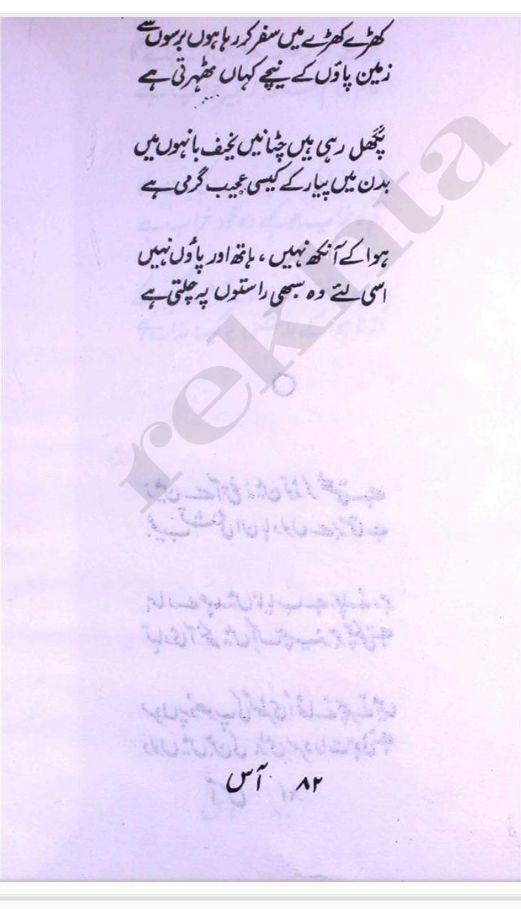 کھڑے کھڑے میں سفر کر رہا ہوں برسوں سے
زمین پاؤں کے نیچے کہاں ٹھہرتی ہے
پگھل رہی ہیں چٹانیں نحیف بانہوں میں
بدن میں پیار کے کیسی عجیب گرمی ہے
ہوا کے آنکھ نہیں، ہاتھ اور پاؤں نہیں
اسی لئے وہ سبھی راستوں پہ چلتی ہے
rekhta
۸۲ آس